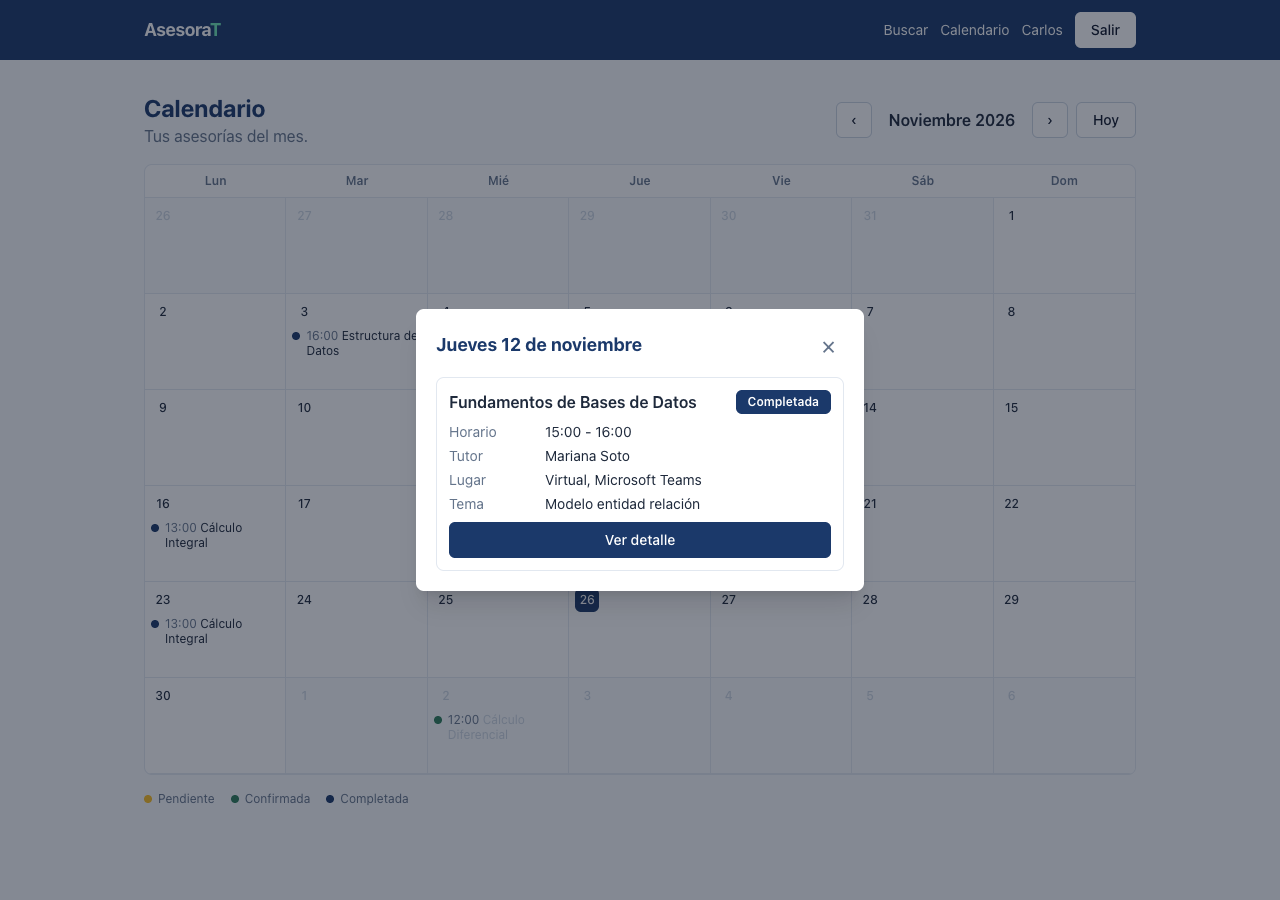 AsesoraT
Buscar Calendario Carlos Salir
Calendario
Tus asesorías del mes.
‹ Noviembre 2026 › Hoy
Lun Mar Mié Jue Vie Sáb Dom
26 27 28 29 30 31 1
2 3 7 8
16:00 Estructura de
Datos
9 10 14 15
16 17 21 22
13:00 Cálculo
Integral
23 24 25 26 27 28 29
13:00 Cálculo
Integral
30 1 2 3 4 5 6
12:00 Cálculo
Diferencial
Pendiente Confirmada Completada
Jueves 12 de noviembre
Fundamentos de Bases de Datos Completada
Horario 15:00 - 16:00
Tutor Mariana Soto
Lugar Virtual, Microsoft Teams
Tema Modelo entidad relación
Ver detalle